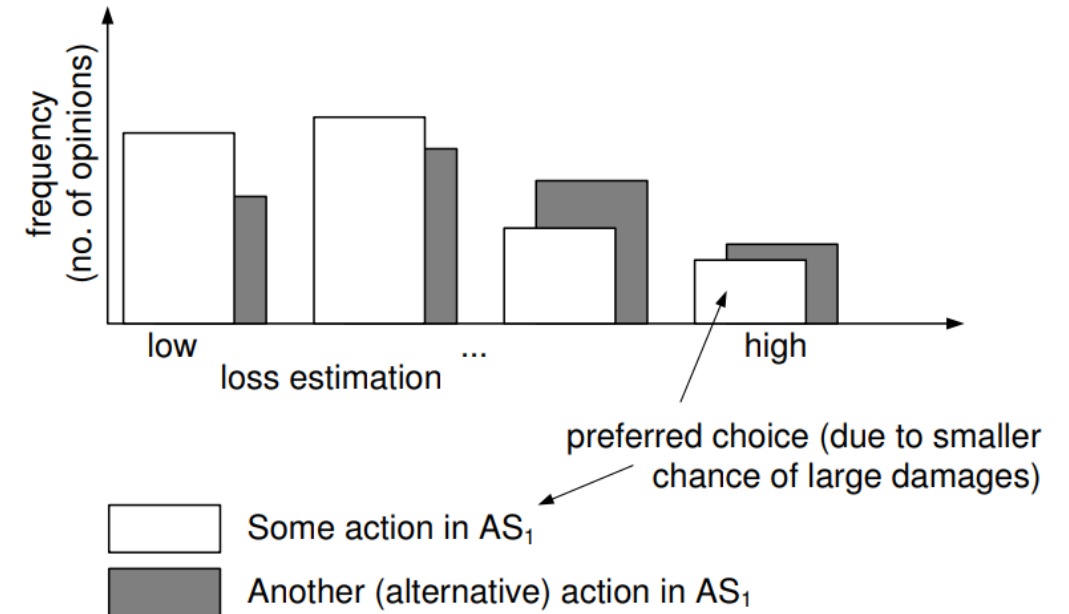 frequency
(no. of opinions)
low
...
high
loss estimation
preferred choice (due to smaller
chance of large damages)
Some action in AS₁
Another (alternative) action in AS₁